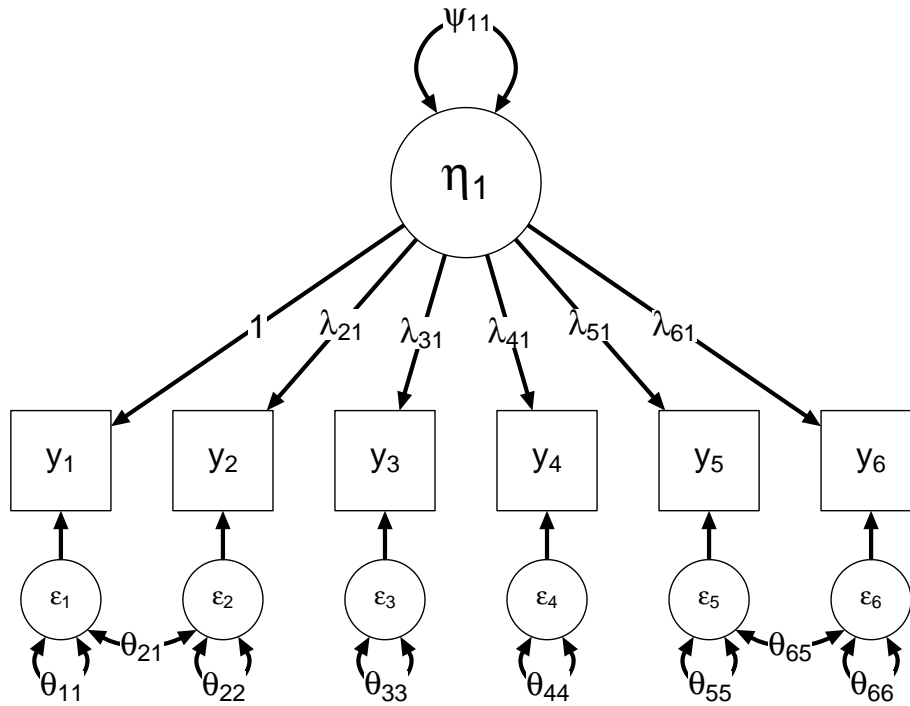 ψ₁₁
η₁
1 λ₂₁ λ₃₁ λ₄₁ λ₅₁ λ₆₁
y₁ y₂ y₃ y₄ y₅ y₆
ε₁ ε₂ ε₃ ε₄ ε₅ ε₆
θ₂₁ θ₆₅
θ₁₁ θ₂₂ θ₃₃ θ₄₄ θ₅₅ θ₆₆